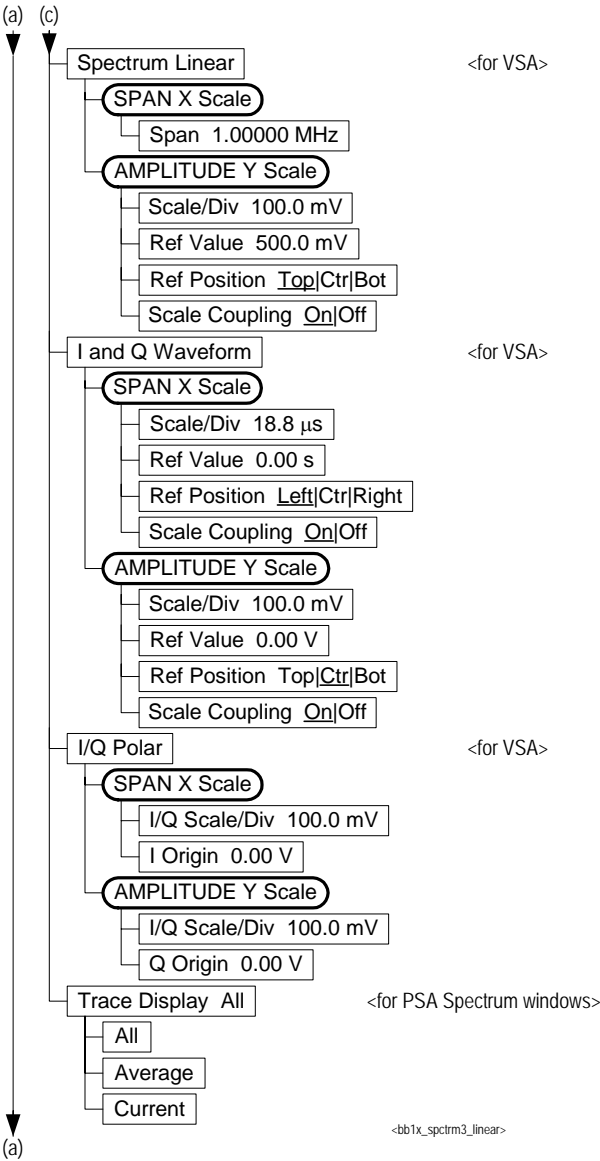 (a) (c)
Spectrum Linear <for VSA>
SPAN X Scale
Span 1.00000 MHz
AMPLITUDE Y Scale
Scale/Div 100.0 mV
Ref Value 500.0 mV
Ref Position Top|Ctr|Bot
Scale Coupling On|Off
I and Q Waveform <for VSA>
SPAN X Scale
Scale/Div 18.8 μs
Ref Value 0.00 s
Ref Position Left|Ctr|Right
Scale Coupling On|Off
AMPLITUDE Y Scale
Scale/Div 100.0 mV
Ref Value 0.00 V
Ref Position Top|Ctr|Bot
Scale Coupling On|Off
I/Q Polar <for VSA>
SPAN X Scale
I/Q Scale/Div 100.0 mV
I Origin 0.00 V
AMPLITUDE Y Scale
I/Q Scale/Div 100.0 mV
Q Origin 0.00 V
Trace Display All <for PSA Spectrum windows>
All
Average
Current
<bb1x_spctrm3_linear>
(a)